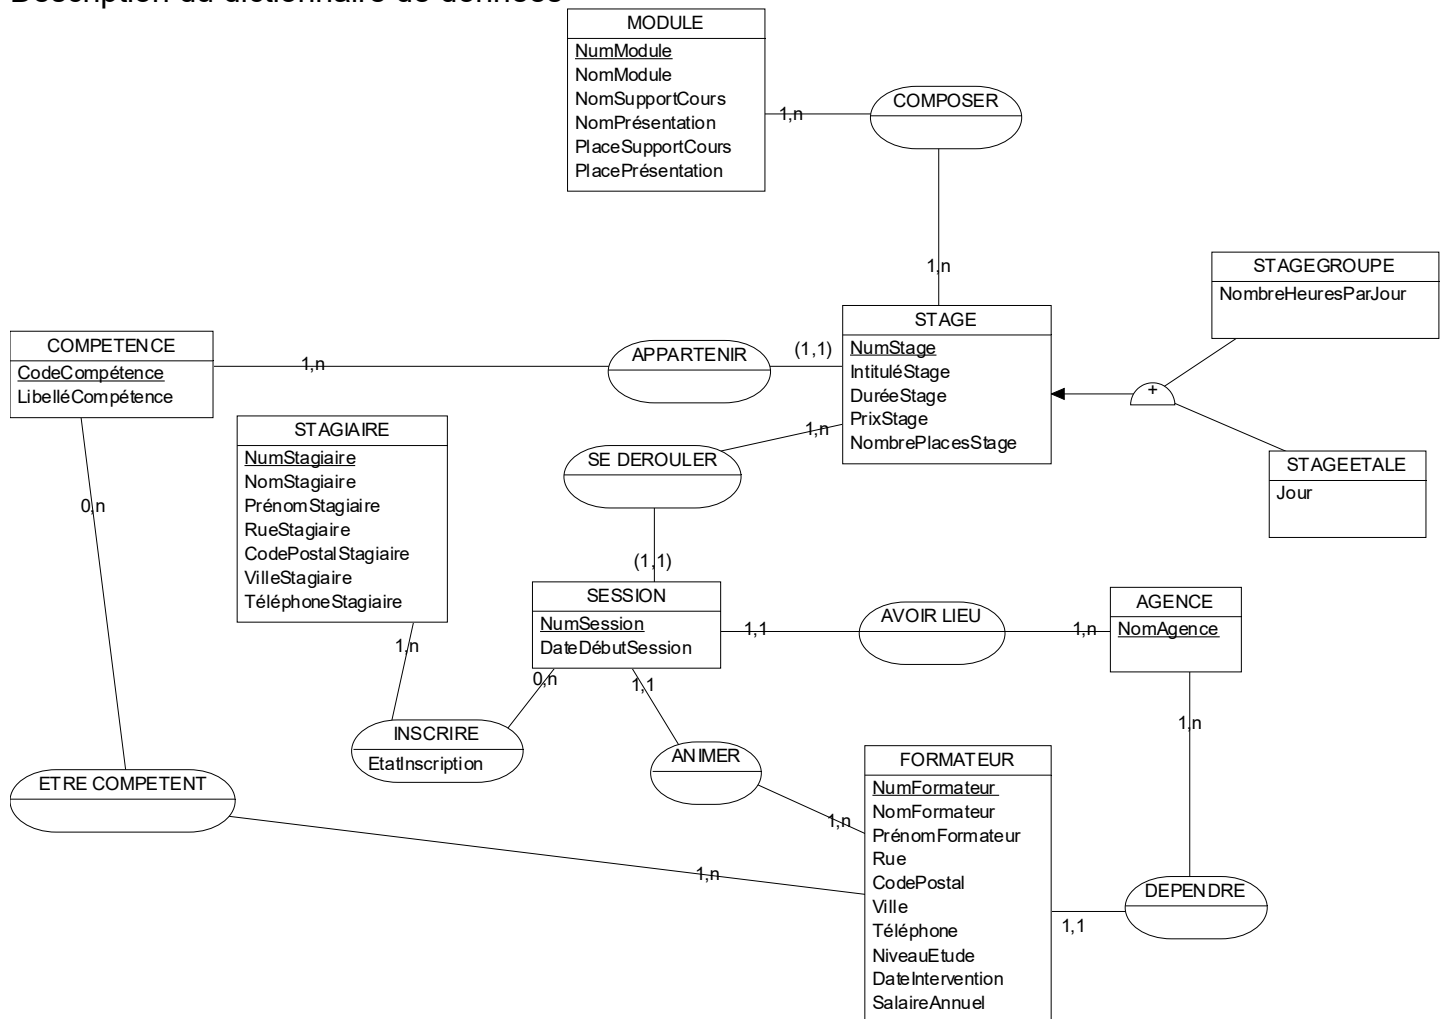 Description du dictionnaire de données
MODULE
NumModule
NomModule
NomSupportCours
NomPrésentation
PlaceSupportCours
PlacePrésentation
1,n
COMPOSER
1,n
STAGEGROUPE
NombreHeuresParJour
STAGE
NumStage
IntituléStage
DuréeStage
PrixStage
NombrePlacesStage
+
STAGEETALE
Jour
COMPETENCE
CodeCompétence
LibelléCompétence
1,n
APPARTENIR
(1,1)
STAGIAIRE
NumStagiaire
NomStagiaire
PrénomStagiaire
RueStagiaire
CodePostalStagiaire
VilleStagiaire
TéléphoneStagiaire
1,n
SE DEROULER
(1,1)
0,n
SESSION
NumSession
DateDébutSession
1,1
AVOIR LIEU
1,n
AGENCE
NomAgence
1,n
0,n
1,1
1,n
INSCRIRE
EtatInscription
ANIMER
1,n
FORMATEUR
NumFormateur
NomFormateur
PrénomFormateur
Rue
CodePostal
Ville
Téléphone
NiveauEtude
DateIntervention
SalaireAnnuel
ETRE COMPETENT
1,n
1,1
DEPENDRE